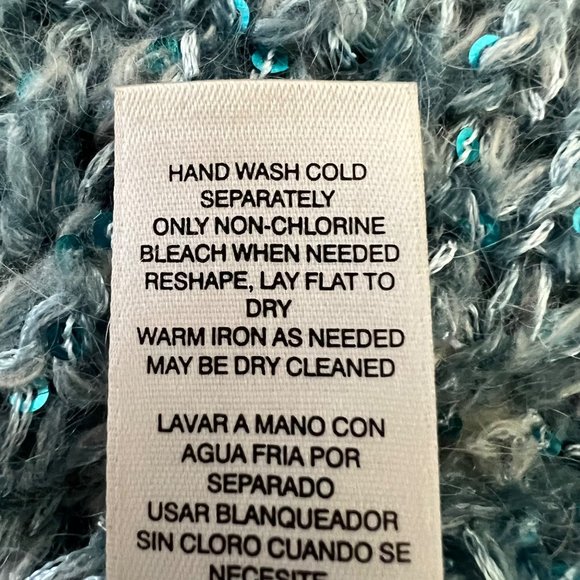 HAND WASH COLD
SEPARATELY
ONLY NON-CHLORINE
BLEACH WHEN NEEDED
RESHAPE, LAY FLAT TO
DRY
WARM IRON AS NEEDED
MAY BE DRY CLEANED
LAVAR A MANO CON
AGUA FRIA POR
SEPARADO
USAR BLANQUEADOR
SIN CLORO CUANDO SE
NECESITE